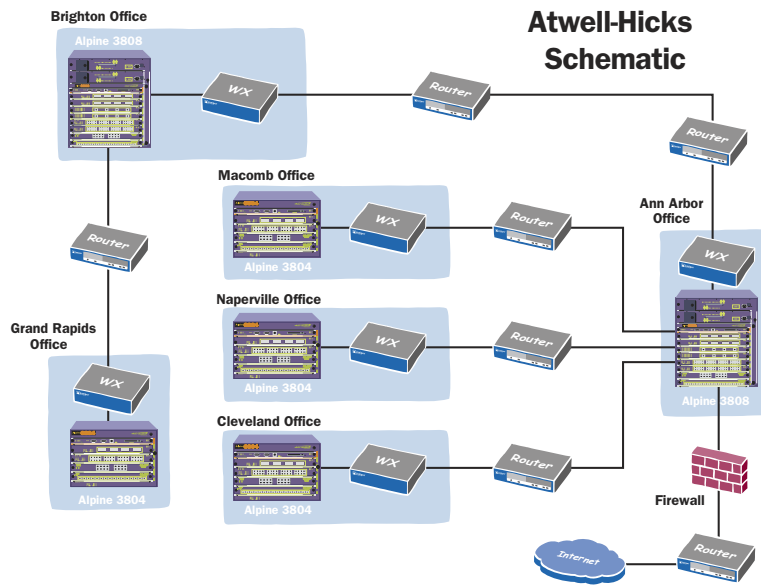 Atwell-Hicks
Schematic
Brighton Office
Alpine 3808
WX
Router
Router
Macomb Office
Alpine 3804
WX
Router
Ann Arbor
Office
WX
Alpine 3808
Router
Naperville Office
Alpine 3804
WX
Router
Grand Rapids
Office
WX
Alpine 3804
Cleveland Office
Alpine 3804
WX
Router
Firewall
Internet
Router